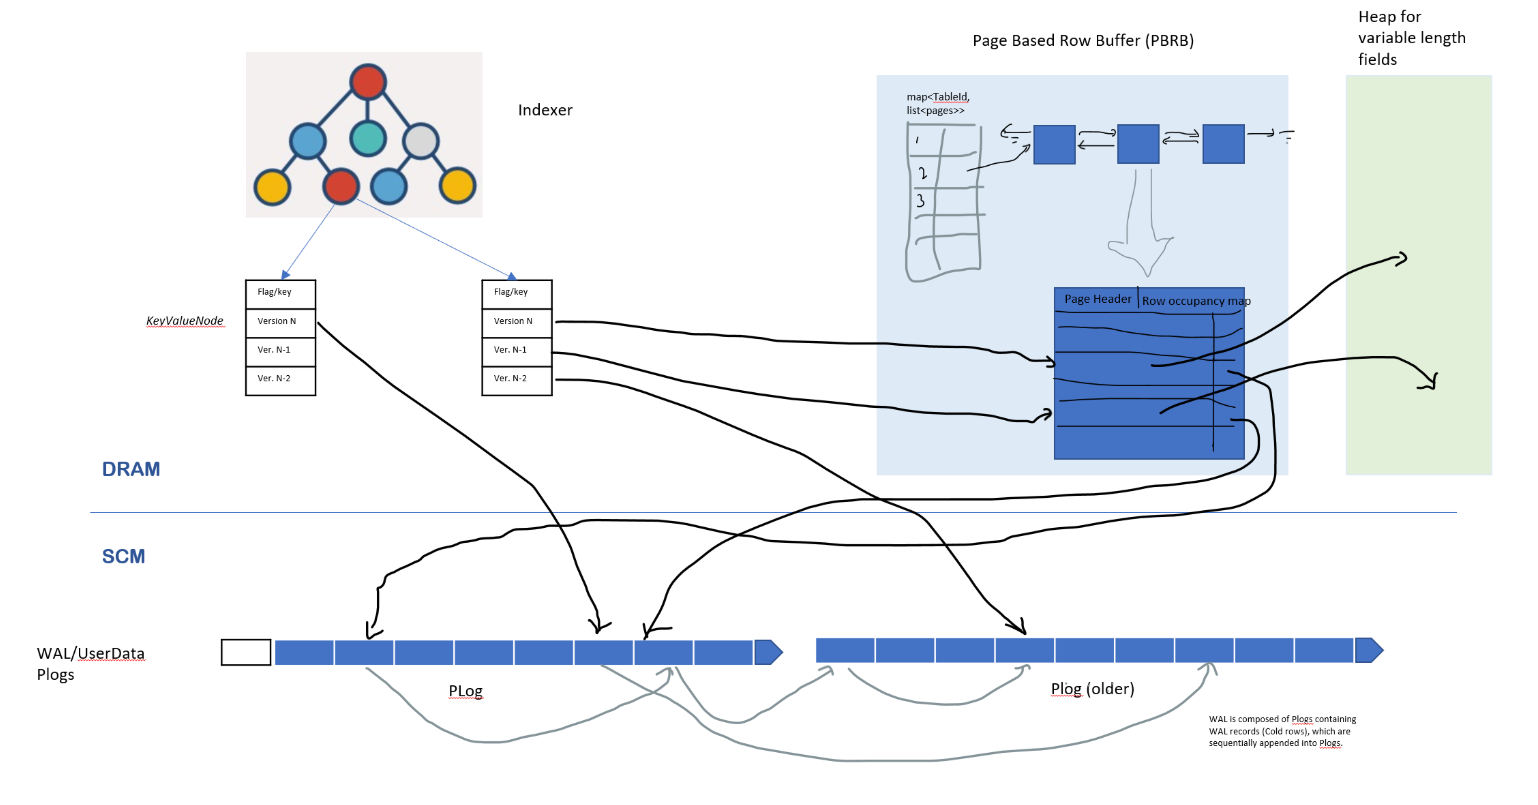 Heap for
variable length
fields
Page Based Row Buffer (PBRB)
Indexer
map<TableId,
list<pages>>
1
2
3
Flag/key
Version N
Ver. N-1
Ver. N-2
KeyValueNode
Flag/key
Version N
Ver. N-1
Ver. N-2
Page Header
Row occupancy map
DRAM
SCM
WAL/UserData
Plogs
PLog
Plog (older)
WAL is composed of Plogs containing
WAL records (Cold rows), which are
sequentially appended into Plogs.